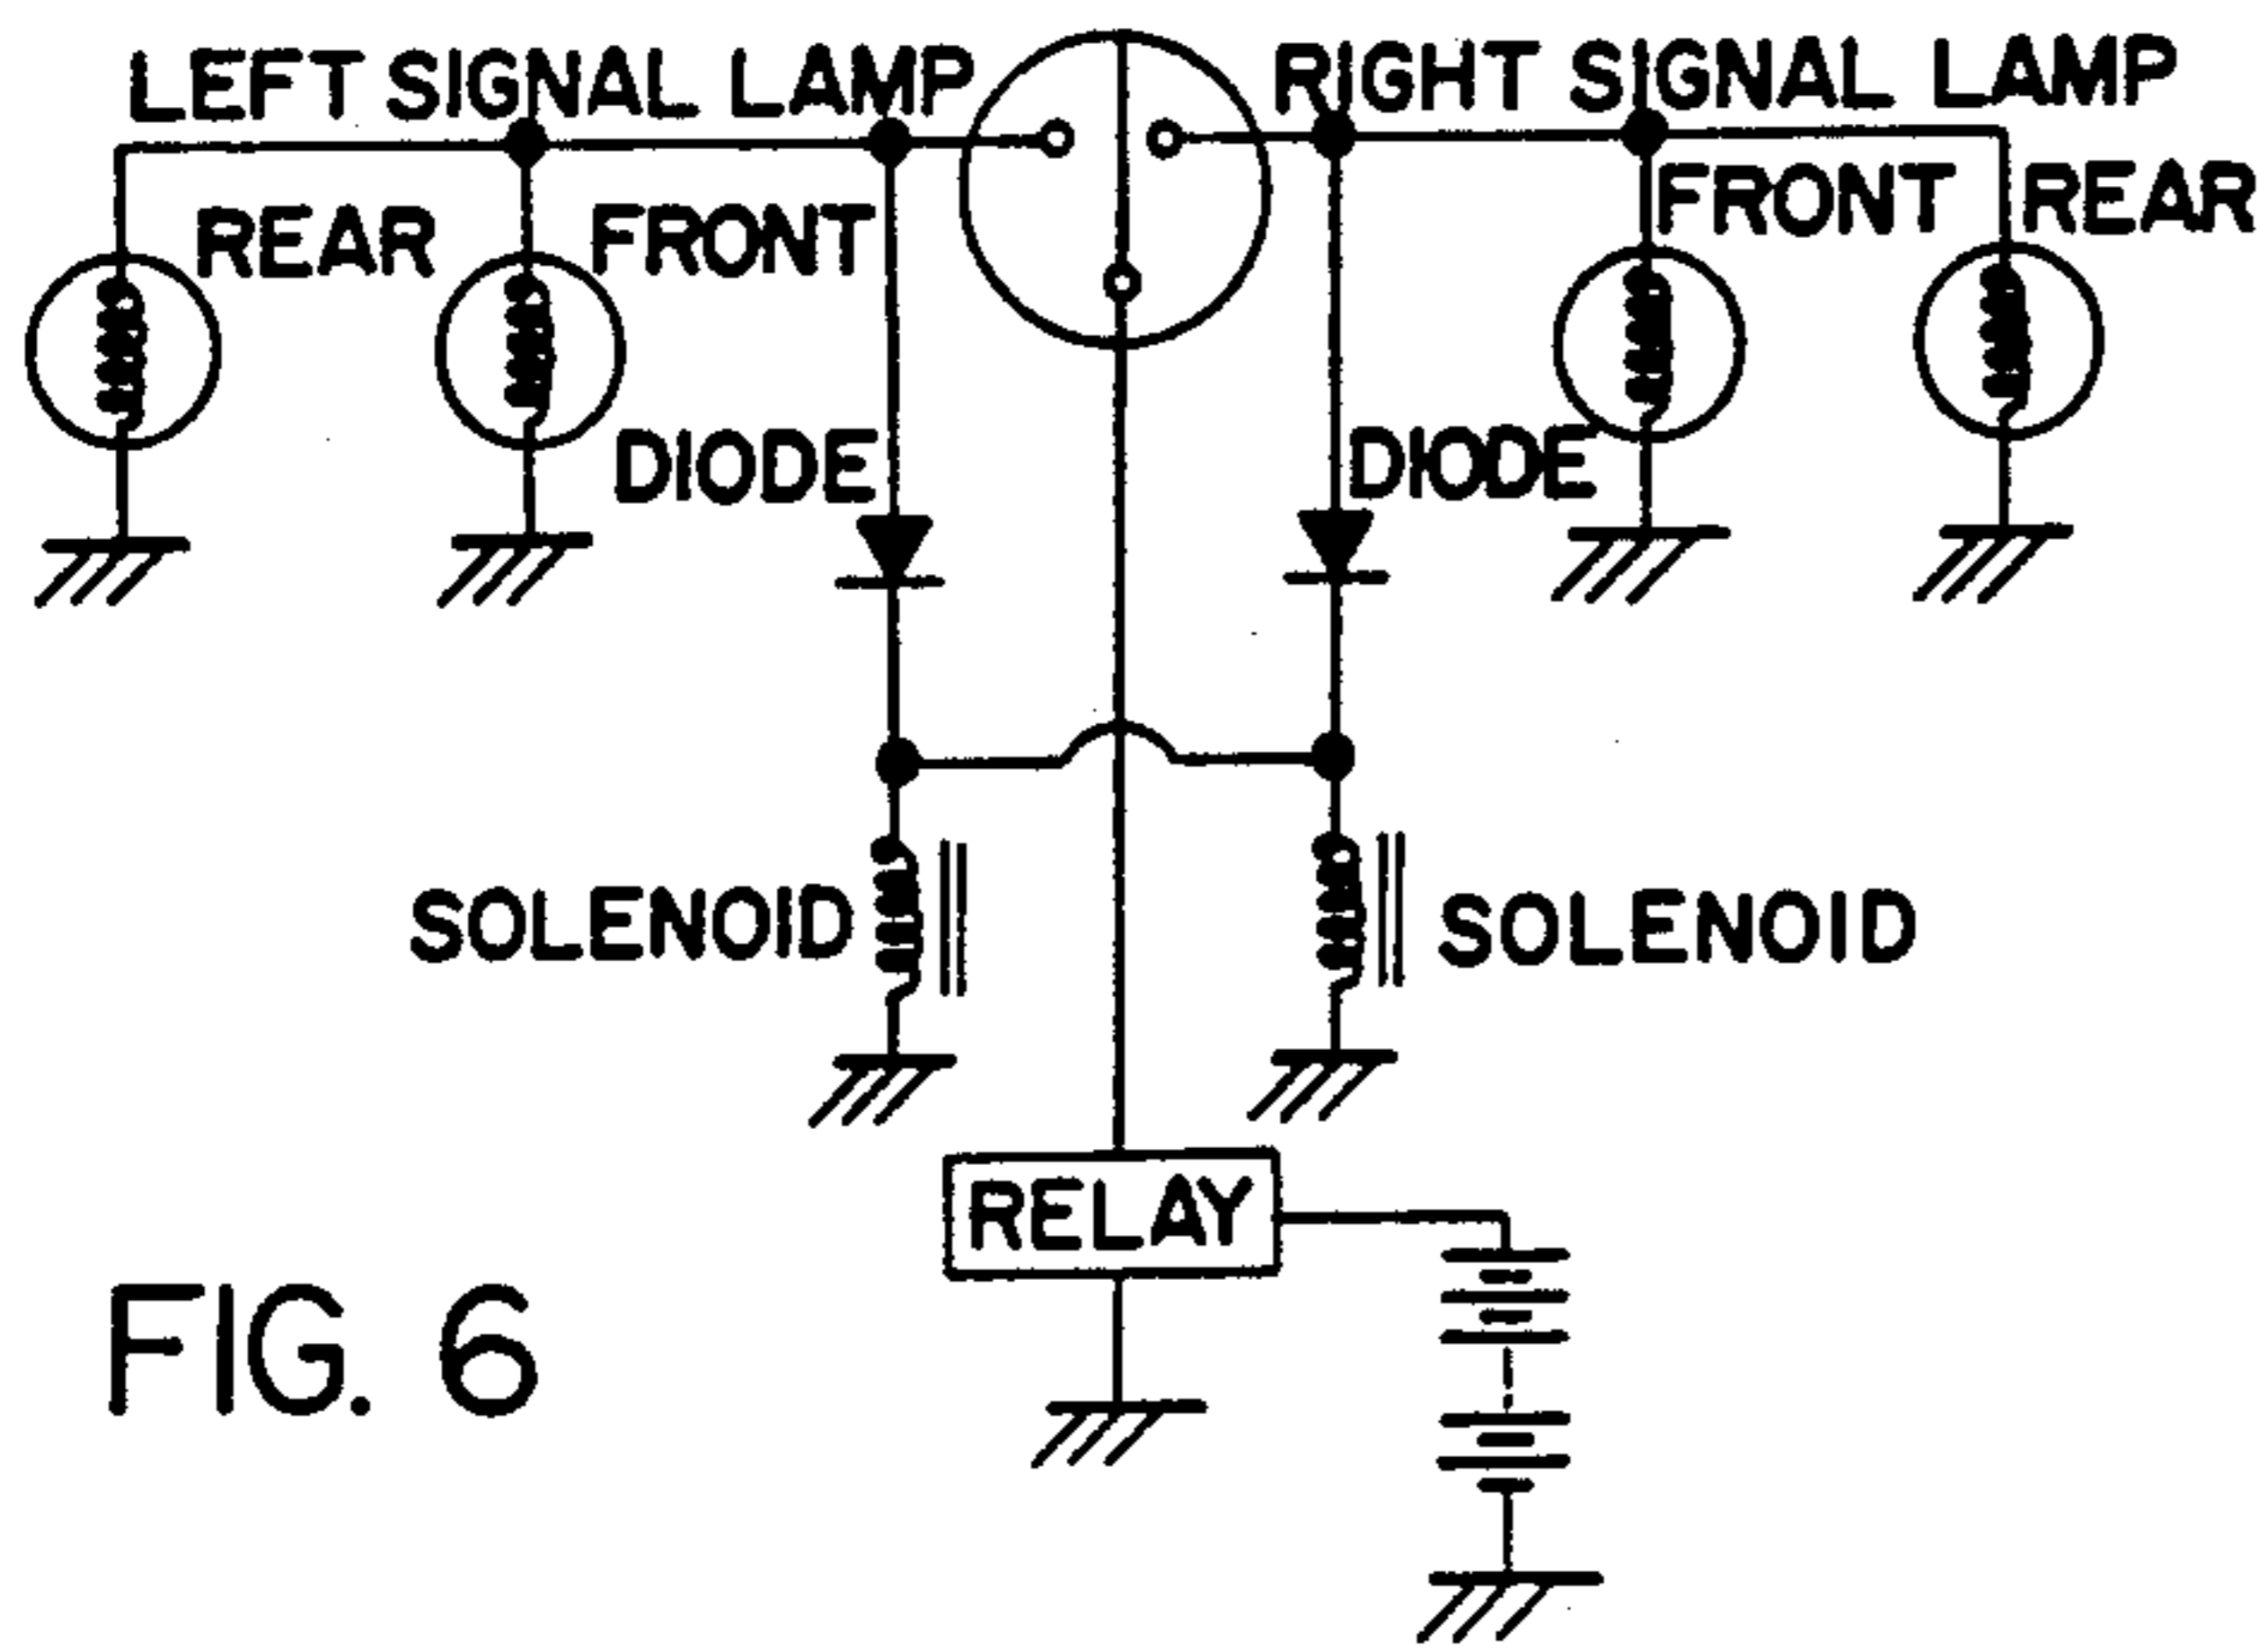 LEFT SIGNAL LAMP
RIGHT SIGNAL LAMP
REAR
FRONT
FRONT
REAR
DIODE
DIODE
SOLENOID
SOLENOID
RELAY
FIG. 6